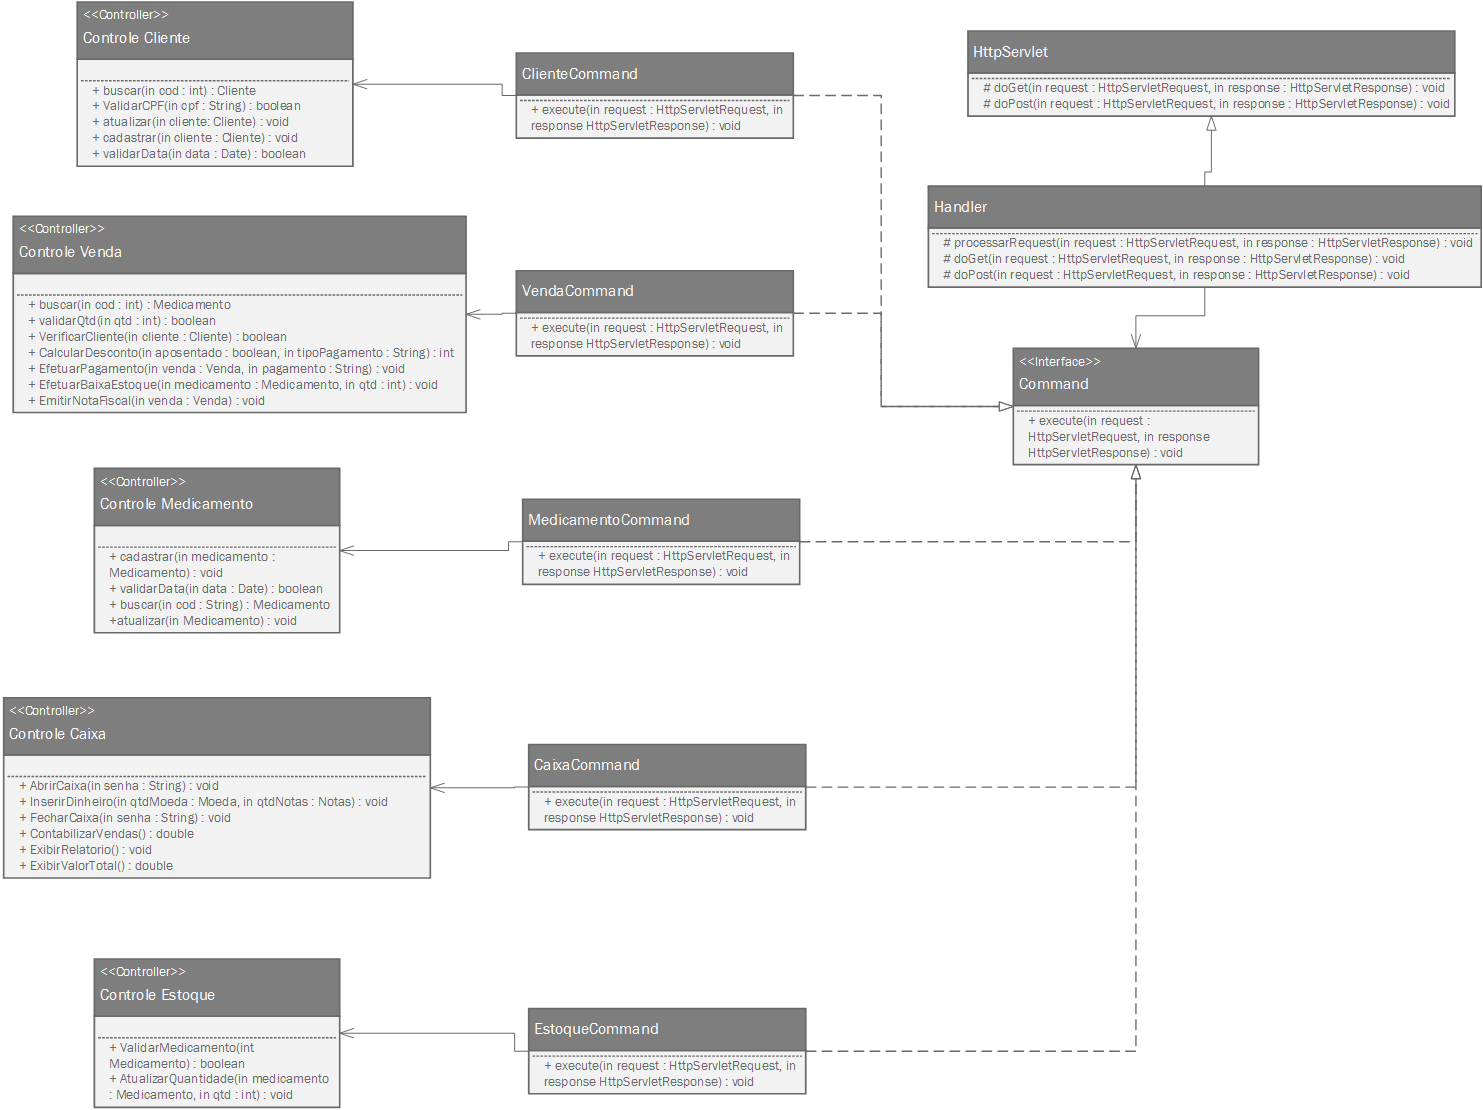 <<Controller>>
Controle Cliente
+ buscar(in cod : int) : Cliente
+ ValidarCPF(in cpf : String) : boolean
+ atualizar(in cliente: Cliente) : void
+ cadastrar(in cliente : Cliente) : void
+ validarData(in data : Date) : boolean
ClienteCommand
+ execute(in request : HttpServletRequest, in
response HttpServletResponse) : void
HttpServlet
# doGet(in request : HttpServletRequest, in response : HttpServletResponse) : void
# doPost(in request : HttpServletRequest, in response : HttpServletResponse) : void
Handler
# processarRequest(in request : HttpServletRequest, in response : HttpServletResponse) : void
# doGet(in request : HttpServletRequest, in response : HttpServletResponse) : void
# doPost(in request : HttpServletRequest, in response : HttpServletResponse) : void
<<Controller>>
Controle Venda
+ buscar(in cod : int) : Medicamento
+ validarQtd(in qtd : int) : boolean
+ VerificarCliente(in cliente : Cliente) : boolean
+ CalcularDesconto(in aposentado : boolean, in tipoPagamento : String) : int
+ EfetuarPagamento(in venda : Venda, in pagamento : String) : void
+ EfetuarBaixaEstoque(in medicamento : Medicamento, in qtd : int) : void
+ EmitirNotaFiscal(in venda : Venda) : void
VendaCommand
+ execute(in request : HttpServletRequest, in
response HttpServletResponse) : void
<<Interface>>
Command
+ execute(in request :
HttpServletRequest, in response
HttpServletResponse) : void
<<Controller>>
Controle Medicamento
+ cadastrar(in medicamento :
Medicamento) : void
+ validarData(in data : Date) : boolean
+ buscar(in cod : String) : Medicamento
+atualizar(in Medicamento) : void
MedicamentoCommand
+ execute(in request : HttpServletRequest, in
response HttpServletResponse) : void
<<Controller>>
Controle Caixa
+ AbrirCaixa(in senha : String) : void
+ InserirDinheiro(in qtdMoeda : Moeda, in qtdNotas : Notas) : void
+ FecharCaixa(in senha : String) : void
+ ContabilizarVendas() : double
+ ExibirRelatorio() : void
+ ExibirValorTotal() : double
CaixaCommand
+ execute(in request : HttpServletRequest, in
response HttpServletResponse) : void
<<Controller>>
Controle Estoque
+ ValidarMedicamento(int
Medicamento) : boolean
+ AtualizarQuantidade(in medicamento
: Medicamento, in qtd : int) : void
EstoqueCommand
+ execute(in request : HttpServletRequest, in
response HttpServletResponse) : void